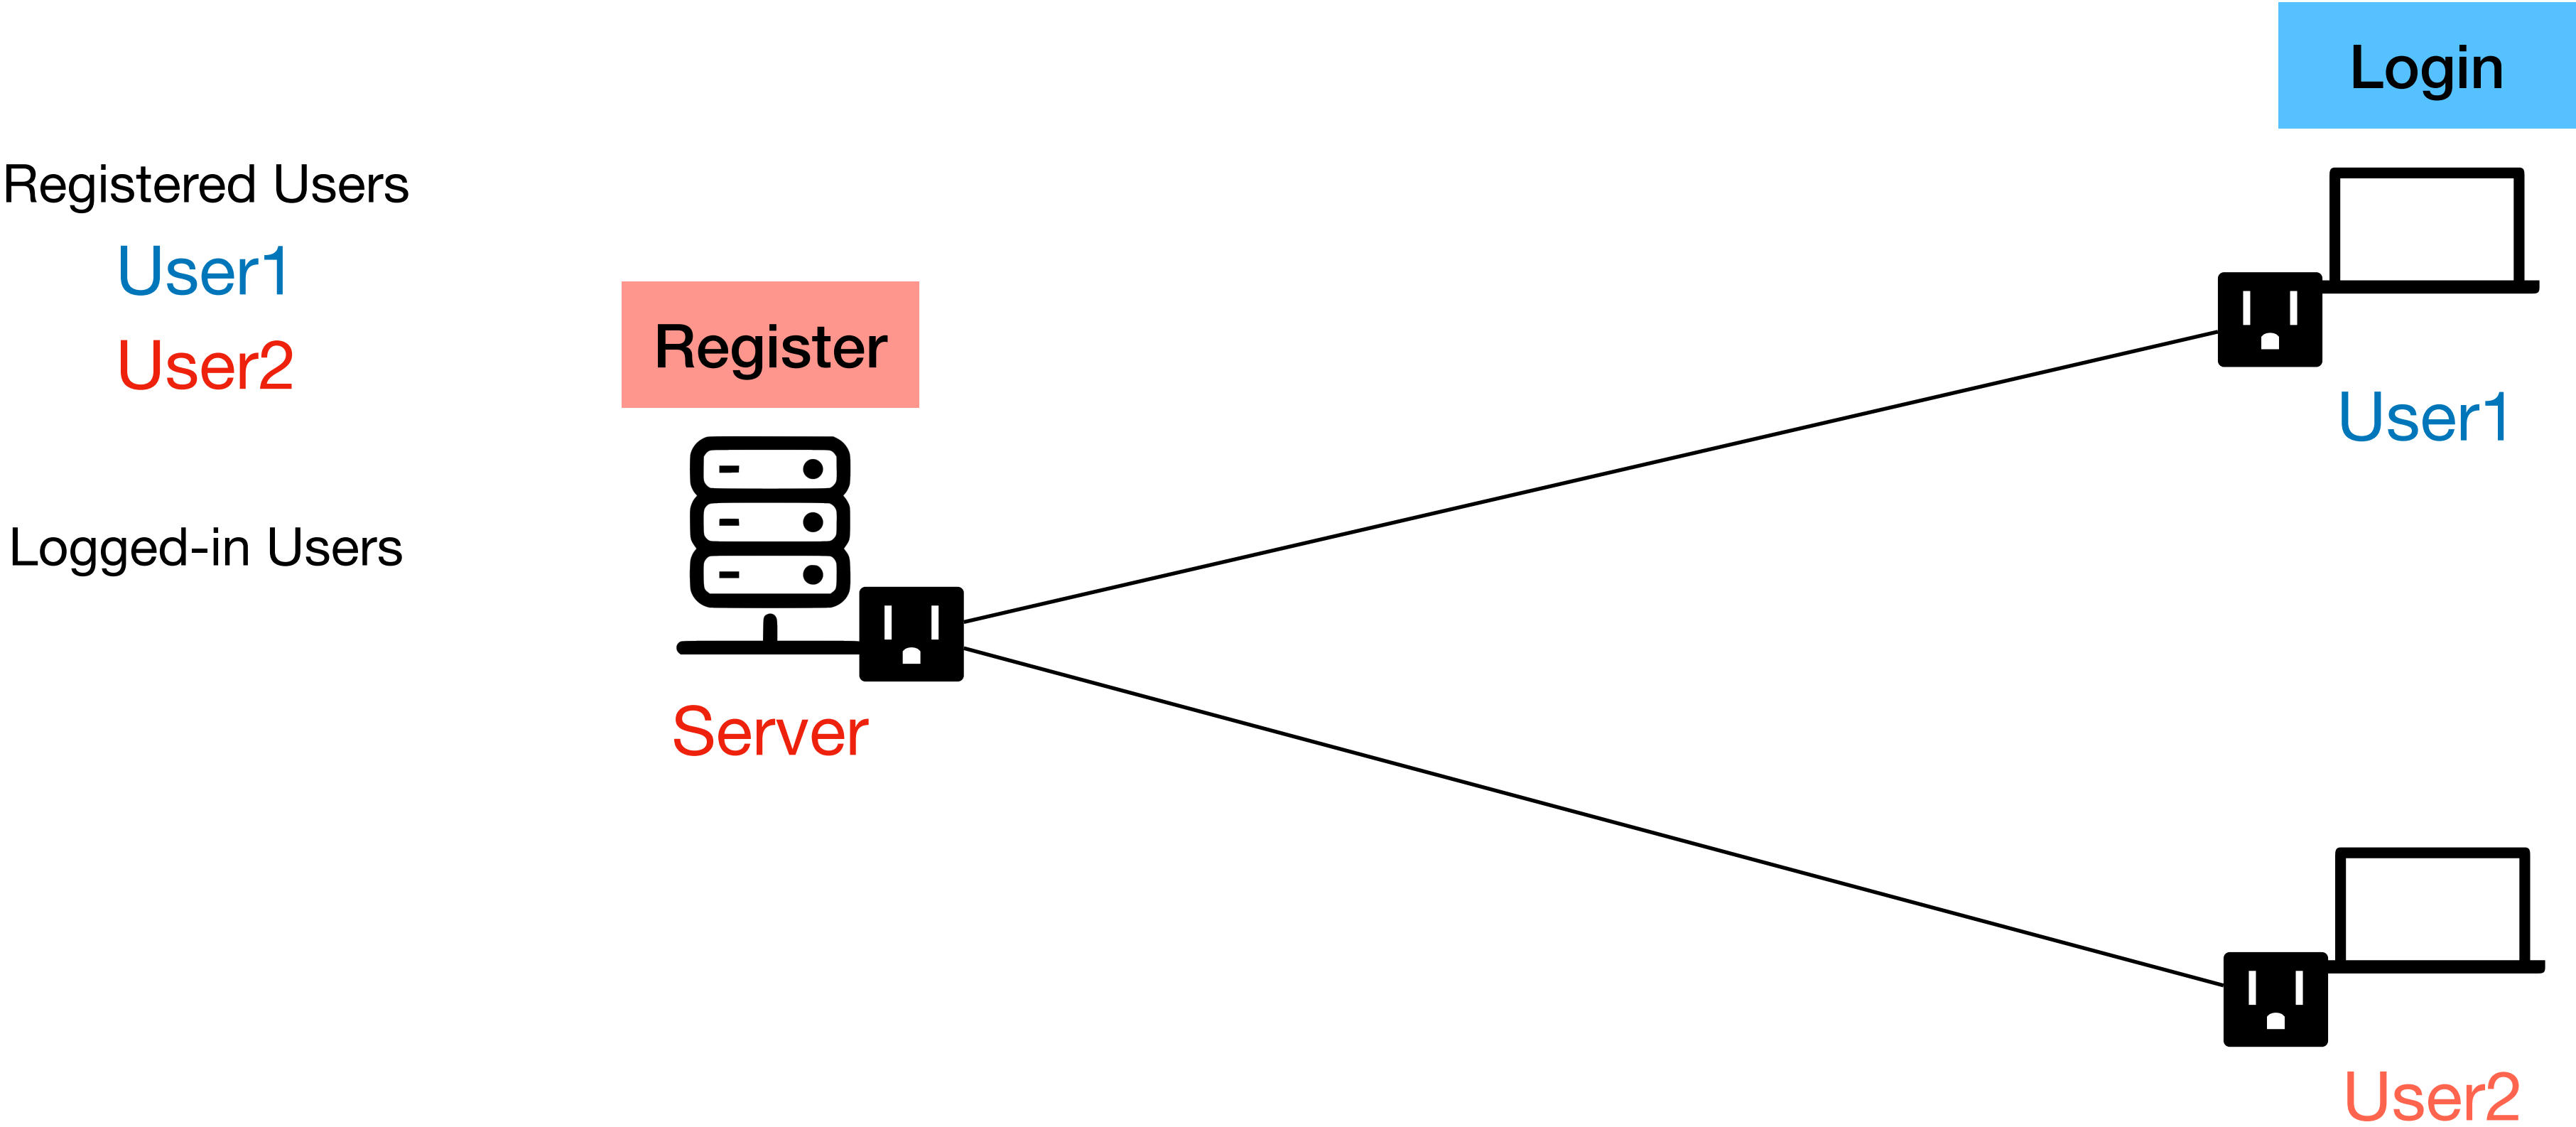 Login
Registered Users
User1
User2
Register
User1
Logged-in Users
Server
User2